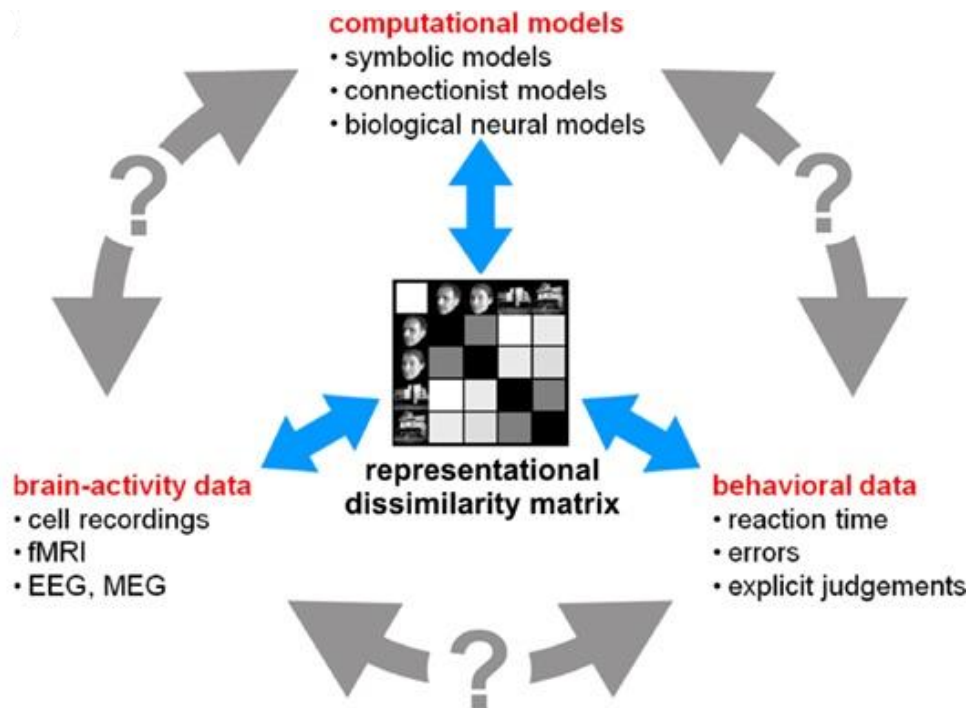 computational models
• symbolic models
• connectionist models
• biological neural models
?
?
representational
dissimilarity matrix
brain-activity data
• cell recordings
• fMRI
• EEG, MEG
behavioral data
• reaction time
• errors
• explicit judgements
?